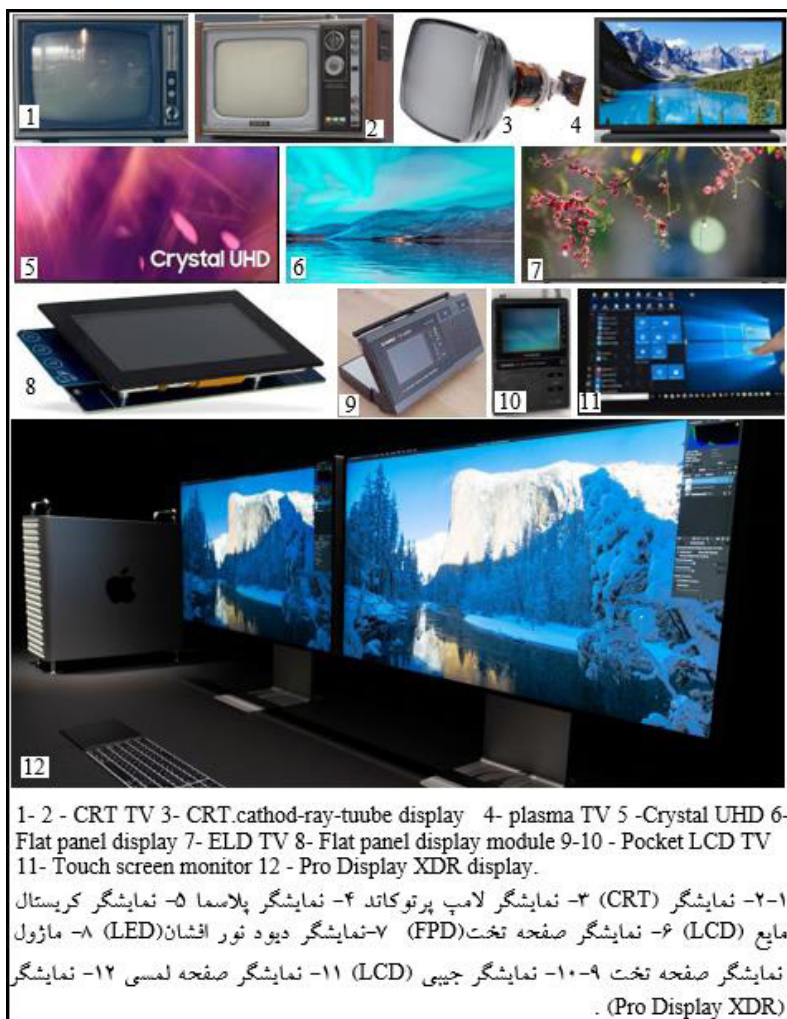 1
2
3
4
5
Crystal UHD
6
7
8
9
10
11
12
1- 2 - CRT TV 3- CRT.cathod-ray-tuube display 4- plasma TV 5 -Crystal UHD 6-
Flat panel display 7- ELD TV 8- Flat panel display module 9-10 - Pocket LCD TV
11- Touch screen monitor 12 - Pro Display XDR display.
۱-۲- نمایشگر (CRT) ۳- نمایشگر لامپ پرتوکاتد ۴- نمایشگر پلاسما ۵- نمایشگر کریستال
مایع (LCD) ۶- نمایشگر صفحه تخت(FPD) ۷-نمایشگر دیود نور افشان(LED) ۸- ماژول
نمایشگر صفحه تخت ۹-۱۰- نمایشگر جیبی (LCD) ۱۱- نمایشگر صفحه لمسی ۱۲- نمایشگر
(Pro Display XDR) .